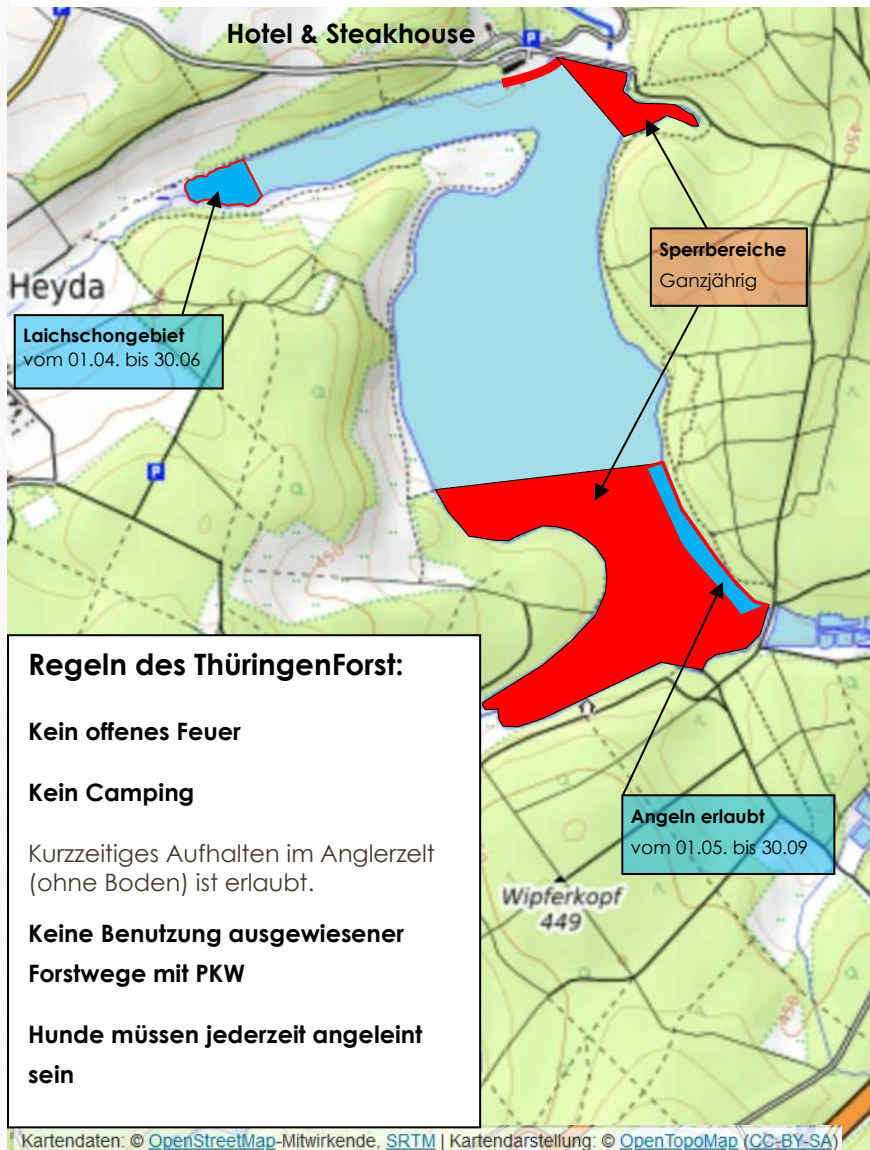 Hotel & Steakhouse
P
P
450
Sperrbereiche
Ganzjährig
Heyda
Laichschongebiet
vom 01.04. bis 30.06
P
450
Regeln des ThüringenForst:
Kein offenes Feuer
Kein Camping
Kurzzeitiges Aufhalten im Anglerzelt
(ohne Boden) ist erlaubt.
Keine Benutzung ausgewiesener
Forstwege mit PKW
Hunde müssen jederzeit angeleint
sein
Angeln erlaubt
vom 01.05. bis 30.09
Wipferkopf
449
450
Kartendaten: © OpenStreetMap-Mitwirkende, SRTM | Kartendarstellung: © OpenTopoMap (CC-BY-SA)